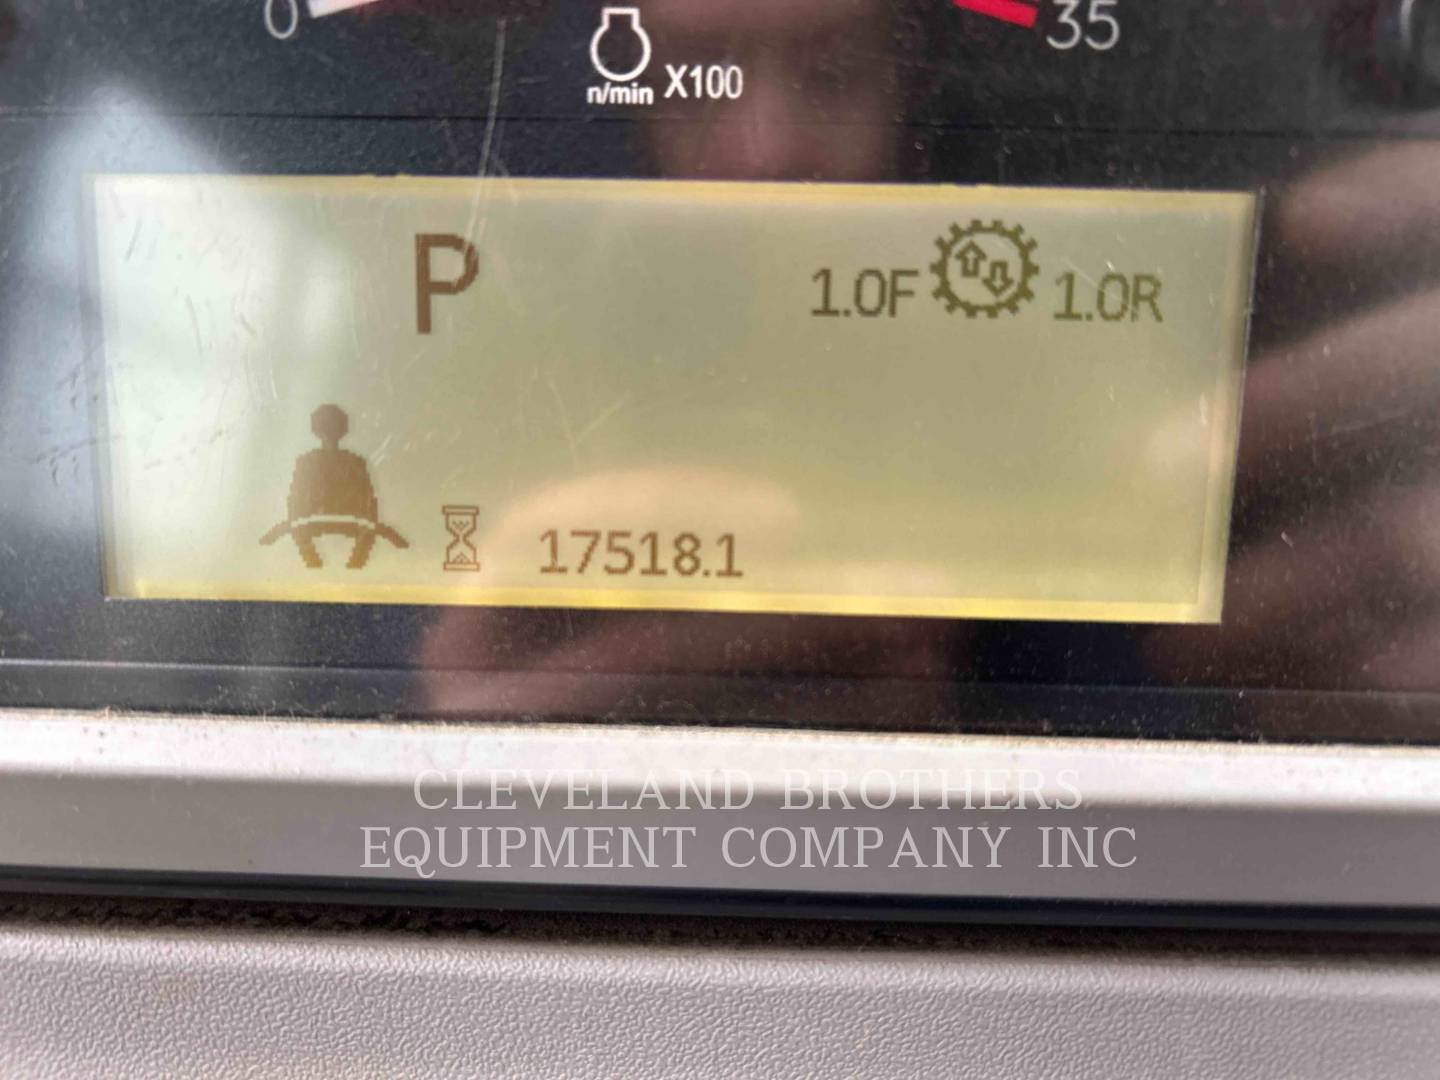 0 35
n/min X100
P 1.0F 1.0R
17518.1
CLEVELAND BROTHERS
EQUIPMENT COMPANY INC